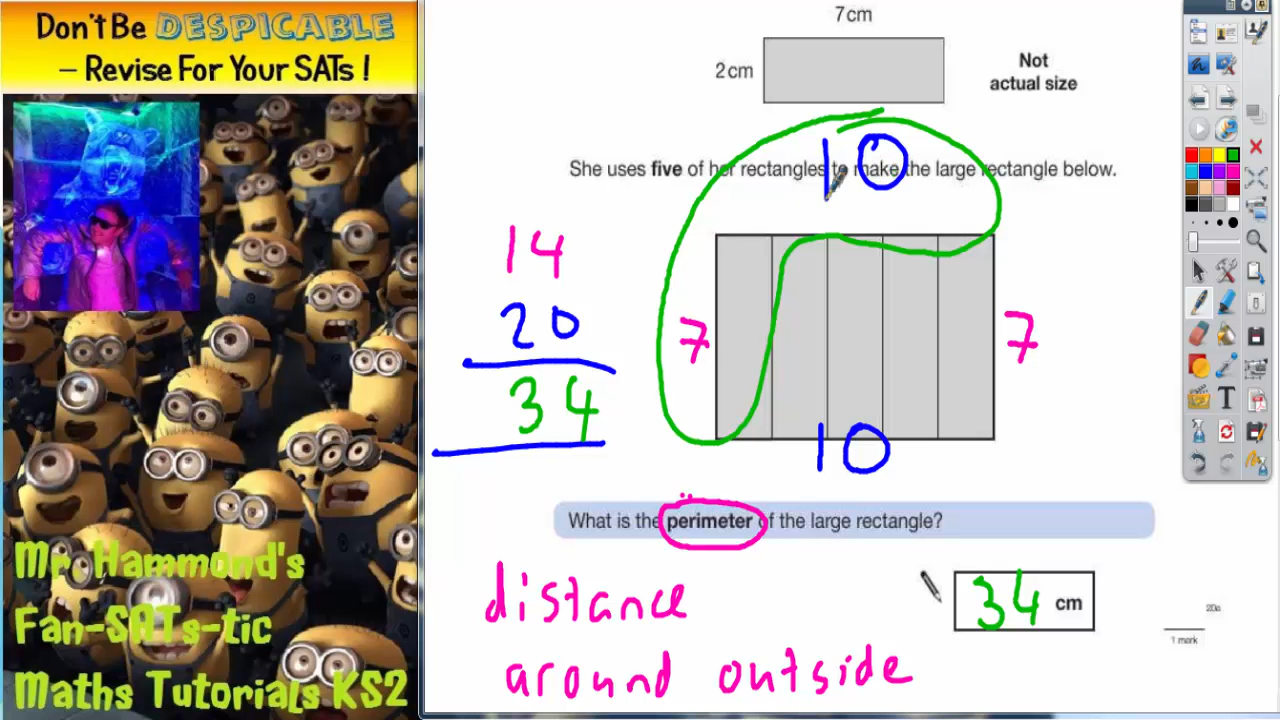 Don't Be DESPICABLE
– Revise For Your SATs !
Mr. Hammond's
Fan-SATs-tic
Maths Tutorials KS2
7cm
2cm
Not
actual size
10
She uses five of her rectangles to make the large rectangle below.
14
20
34
7
7
10
What is the perimeter of the large rectangle?
distance
around outside
34 cm
20a
1 mark